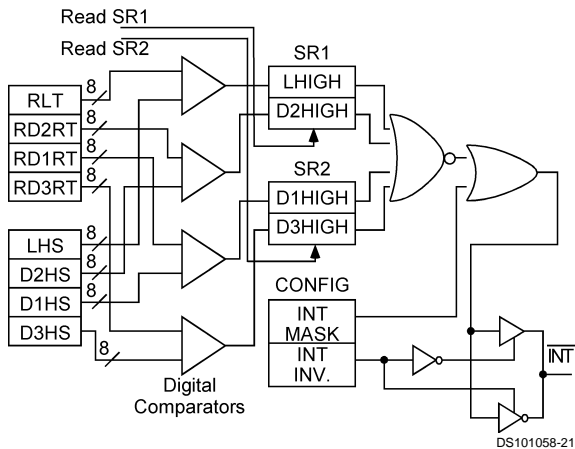 Read SR1
Read SR2
SR1
LHIGH
D2HIGH
SR2
D1HIGH
D3HIGH
RLT
8
RD2RT
8
RD1RT
8
RD3RT
8
LHS
8
D2HS
8
D1HS
8
D3HS
8
Digital
Comparators
CONFIG
INT
MASK
INT
INV.
INT
DS101058-21